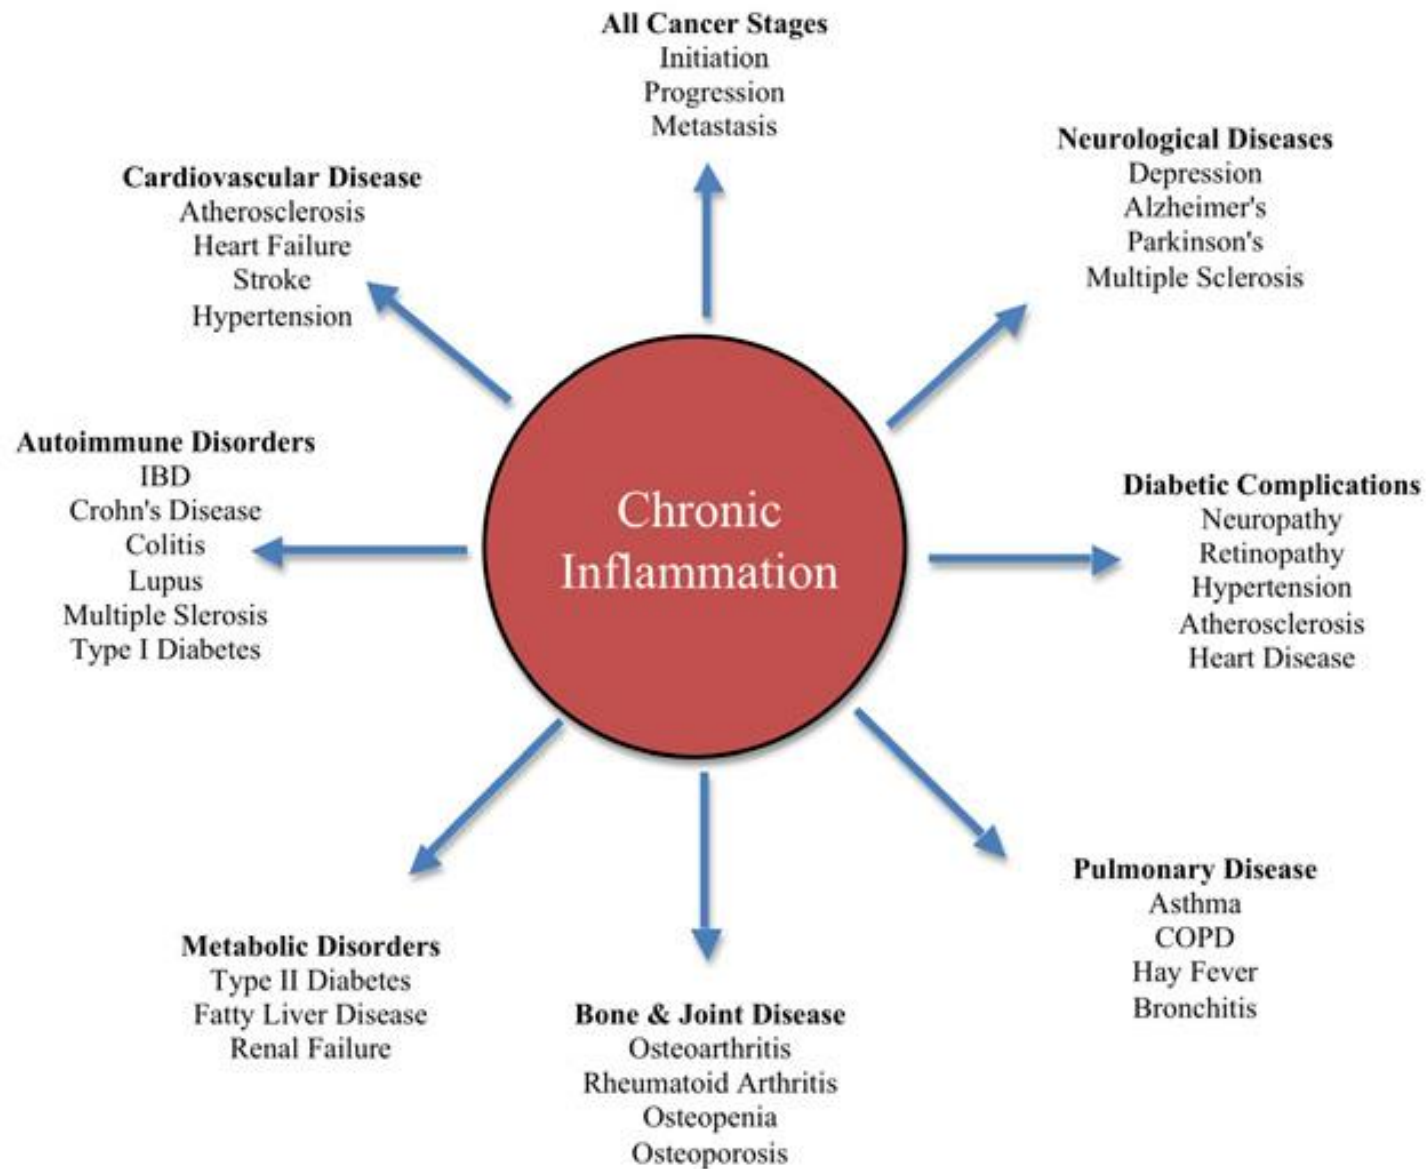 All Cancer Stages
Initiation
Progression
Metastasis
Neurological Diseases
Depression
Alzheimer's
Parkinson's
Multiple Sclerosis
Cardiovascular Disease
Atherosclerosis
Heart Failure
Stroke
Hypertension
Autoimmune Disorders
IBD
Crohn's Disease
Colitis
Lupus
Multiple Slerosis
Type I Diabetes
Chronic
Inflammation
Diabetic Complications
Neuropathy
Retinopathy
Hypertension
Atherosclerosis
Heart Disease
Pulmonary Disease
Asthma
COPD
Hay Fever
Bronchitis
Metabolic Disorders
Type II Diabetes
Fatty Liver Disease
Renal Failure
Bone & Joint Disease
Osteoarthritis
Rheumatoid Arthritis
Osteopenia
Osteoporosis